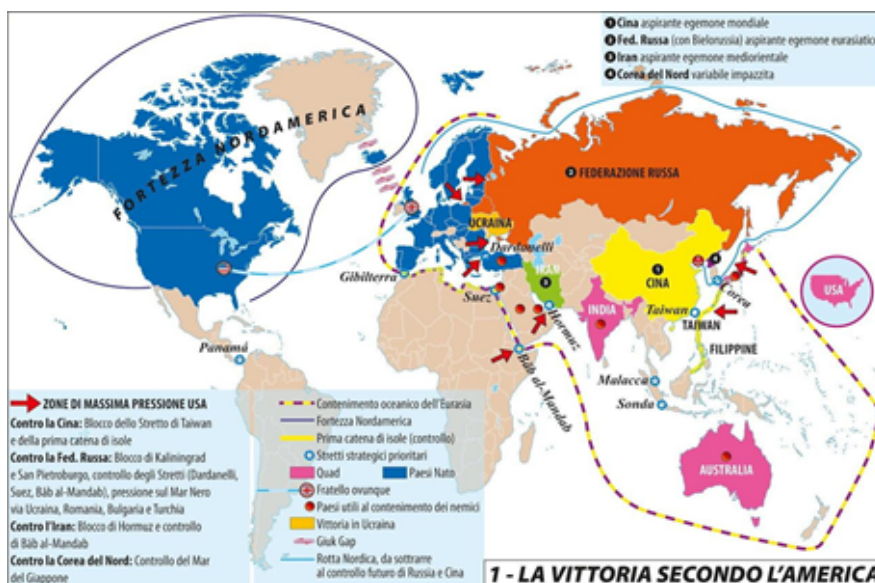 ❶ Cina aspirante egemone mondiale
❷ Fed. Russa (con Bielorussia) aspirante egemone eurasiatico
❸ Iran aspirante egemone mediorientale
❹ Corea del Nord variabile impazzita
FORTEZZA NORDAMERICA
❷ FEDERAZIONE RUSSA
UCRAINA
Dardanelli
Gibilterra
IRAN
❸
❶
CINA
❹
Corea
USA
Suez
Hormuz
INDIA
Taiwan
TAIWAN
FILIPPINE
Panamá
Bāb al-Mandab
Malacca
Sonda
AUSTRALIA
ZONE DI MASSIMA PRESSIONE USA
Contro la Cina: Blocco dello Stretto di Taiwan
e della prima catena di isole
Contro la Fed. Russa: Blocco di Kaliningrad
e San Pietroburgo, controllo degli Stretti (Dardanelli,
Suez, Bāb al-Mandab), pressione sul Mar Nero
via Ucraina, Romania, Bulgaria e Turchia
Contro l'Iran: Blocco di Hormuz e controllo
di Bāb al-Mandab
Contro la Corea del Nord: Controllo del Mar
del Giappone
Contenimento oceanico dell'Eurasia
Fortezza Nordamerica
Prima catena di isole (controllo)
Stretti strategici prioritari
Quad Paesi Nato
Fratello ovunque
Paesi utili al contenimento dei nemici
Vittoria in Ucraina
Giuk Gap
Rotta Nordica, da sottrarre
al controllo futuro di Russia e Cina
1 - LA VITTORIA SECONDO L'AMERICA